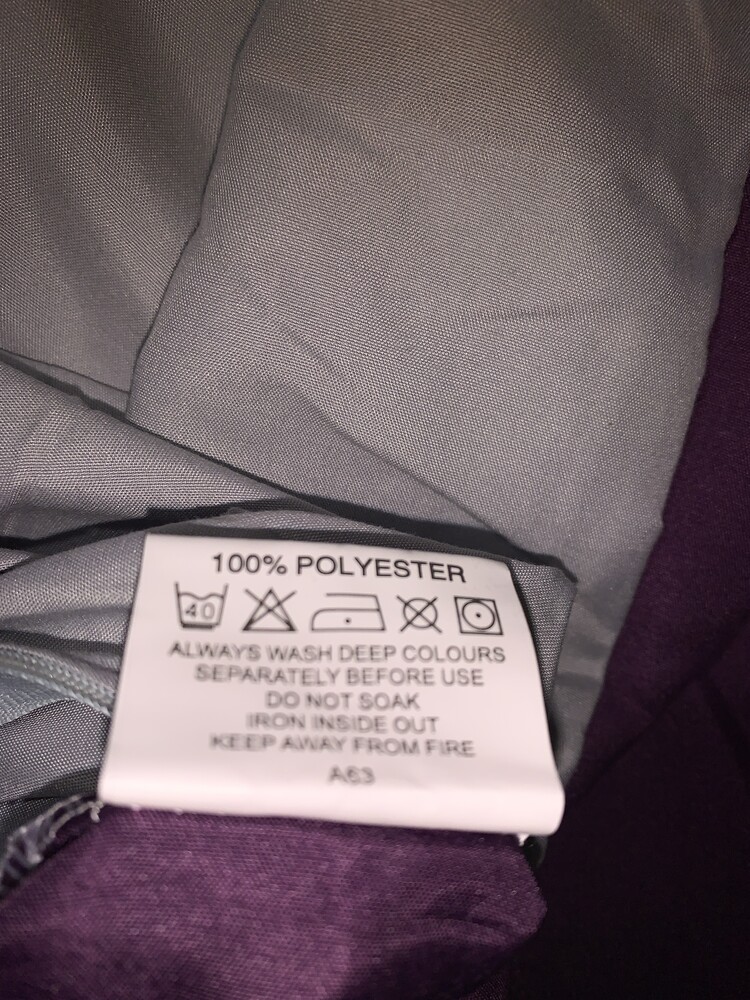 100% POLYESTER
40
ALWAYS WASH DEEP COLOURS
SEPARATELY BEFORE USE
DO NOT SOAK
IRON INSIDE OUT
KEEP AWAY FROM FIRE
A63